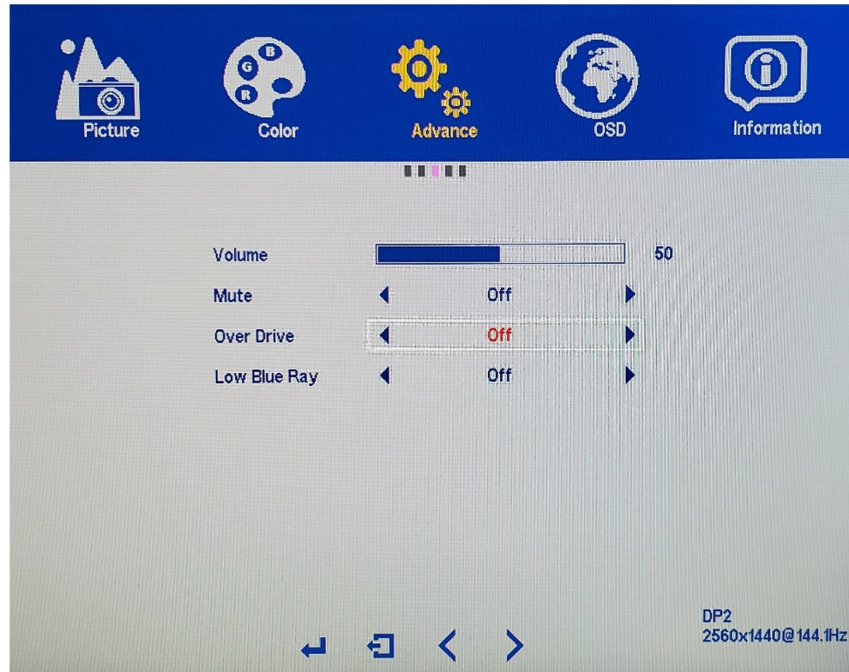 B
G
R
Picture
Color
Advance
OSD
Information
Volume 50
Mute Off
Over Drive Off
Low Blue Ray Off
DP2
2560x1440@144.1Hz